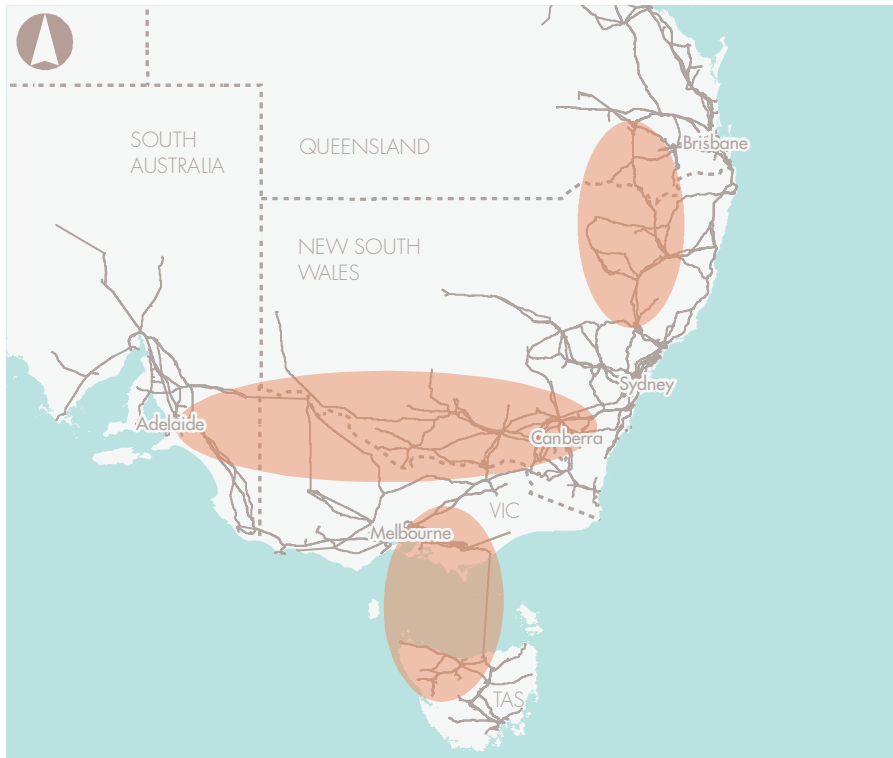 SOUTH
AUSTRALIA
QUEENSLAND
Brisbane
NEW SOUTH
WALES
Sydney
Adelaide
Canberra
VIC
Melbourne
TAS